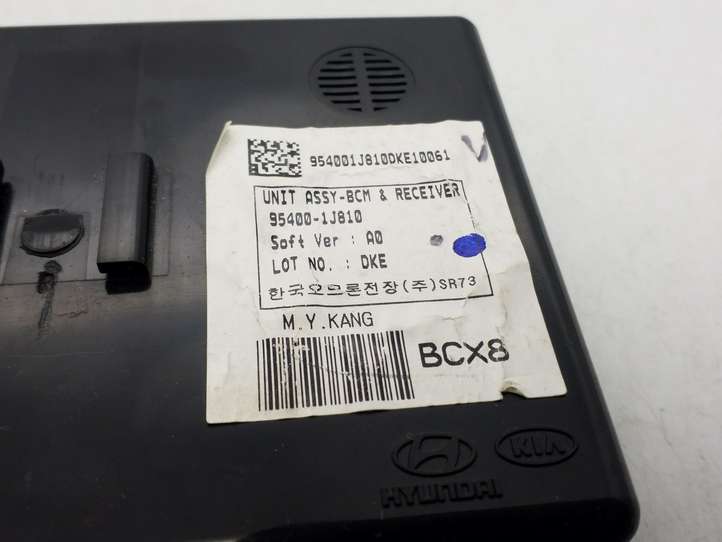 954001J810DKE10061
V
UNIT ASSY-BCM & RECEIVER
95400-1J810
Soft Ver : A0
LOT NO. : DKE
한국오므론전장(주)SR73
M.Y.KANG
BCX8
HYUNDAI
KIA